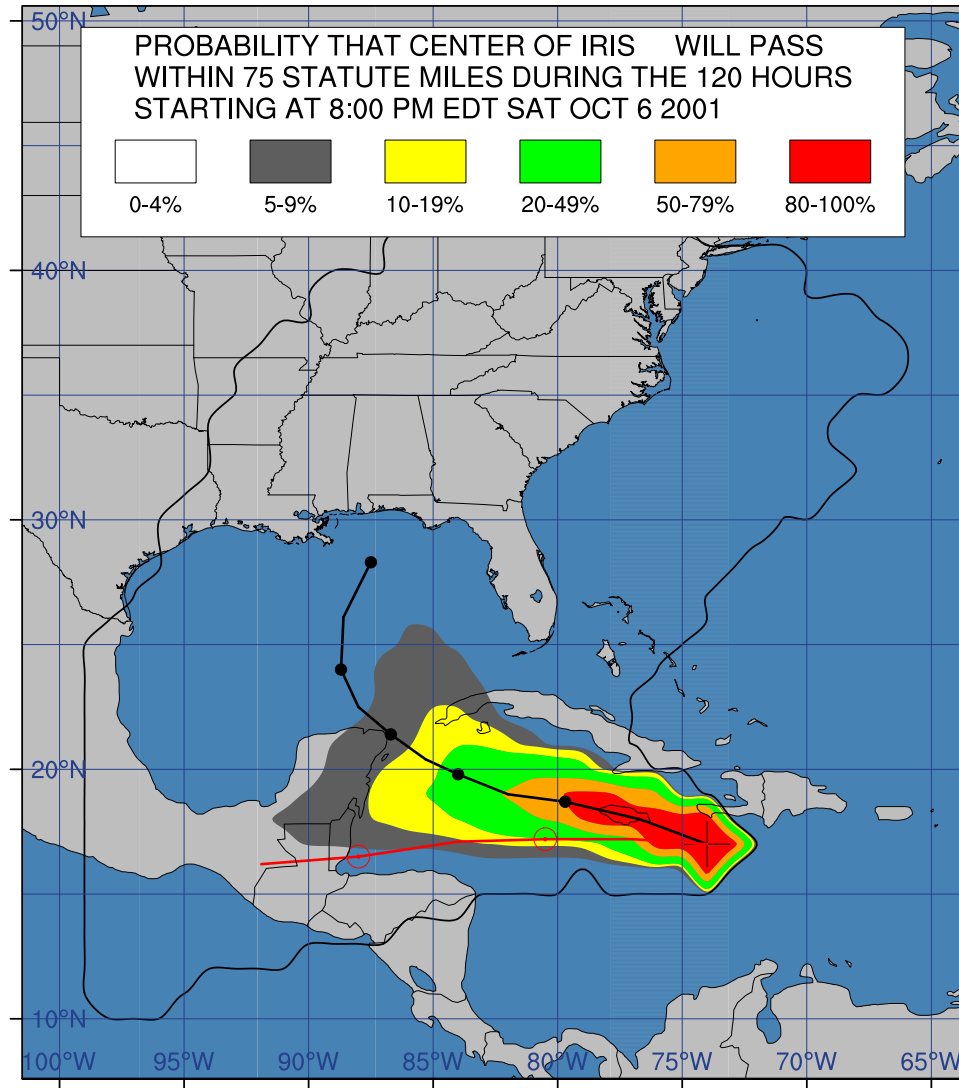 PROBABILITY THAT CENTER OF IRIS WILL PASS
WITHIN 75 STATUTE MILES DURING THE 120 HOURS
STARTING AT 8:00 PM EDT SAT OCT 6 2001
0-4% 5-9% 10-19% 20-49% 50-79% 80-100%
50°N
40°N
30°N
20°N
10°N
100°W 95°W 90°W 85°W 80°W 75°W 70°W 65°W